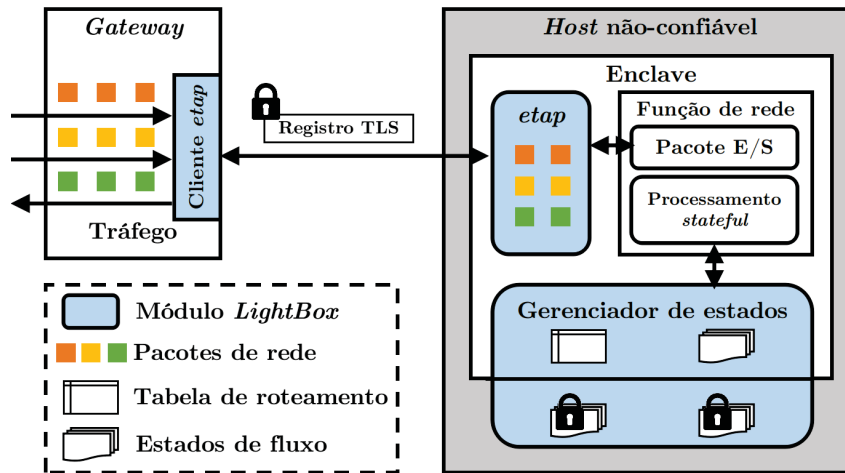 Gateway
Cliente etap
Tráfego
Registro TLS
Host não-confiável
Enclave
etap
Função de rede
Pacote E/S
Processamento
stateful
Gerenciador de estados
Módulo LightBox
Pacotes de rede
Tabela de roteamento
Estados de fluxo